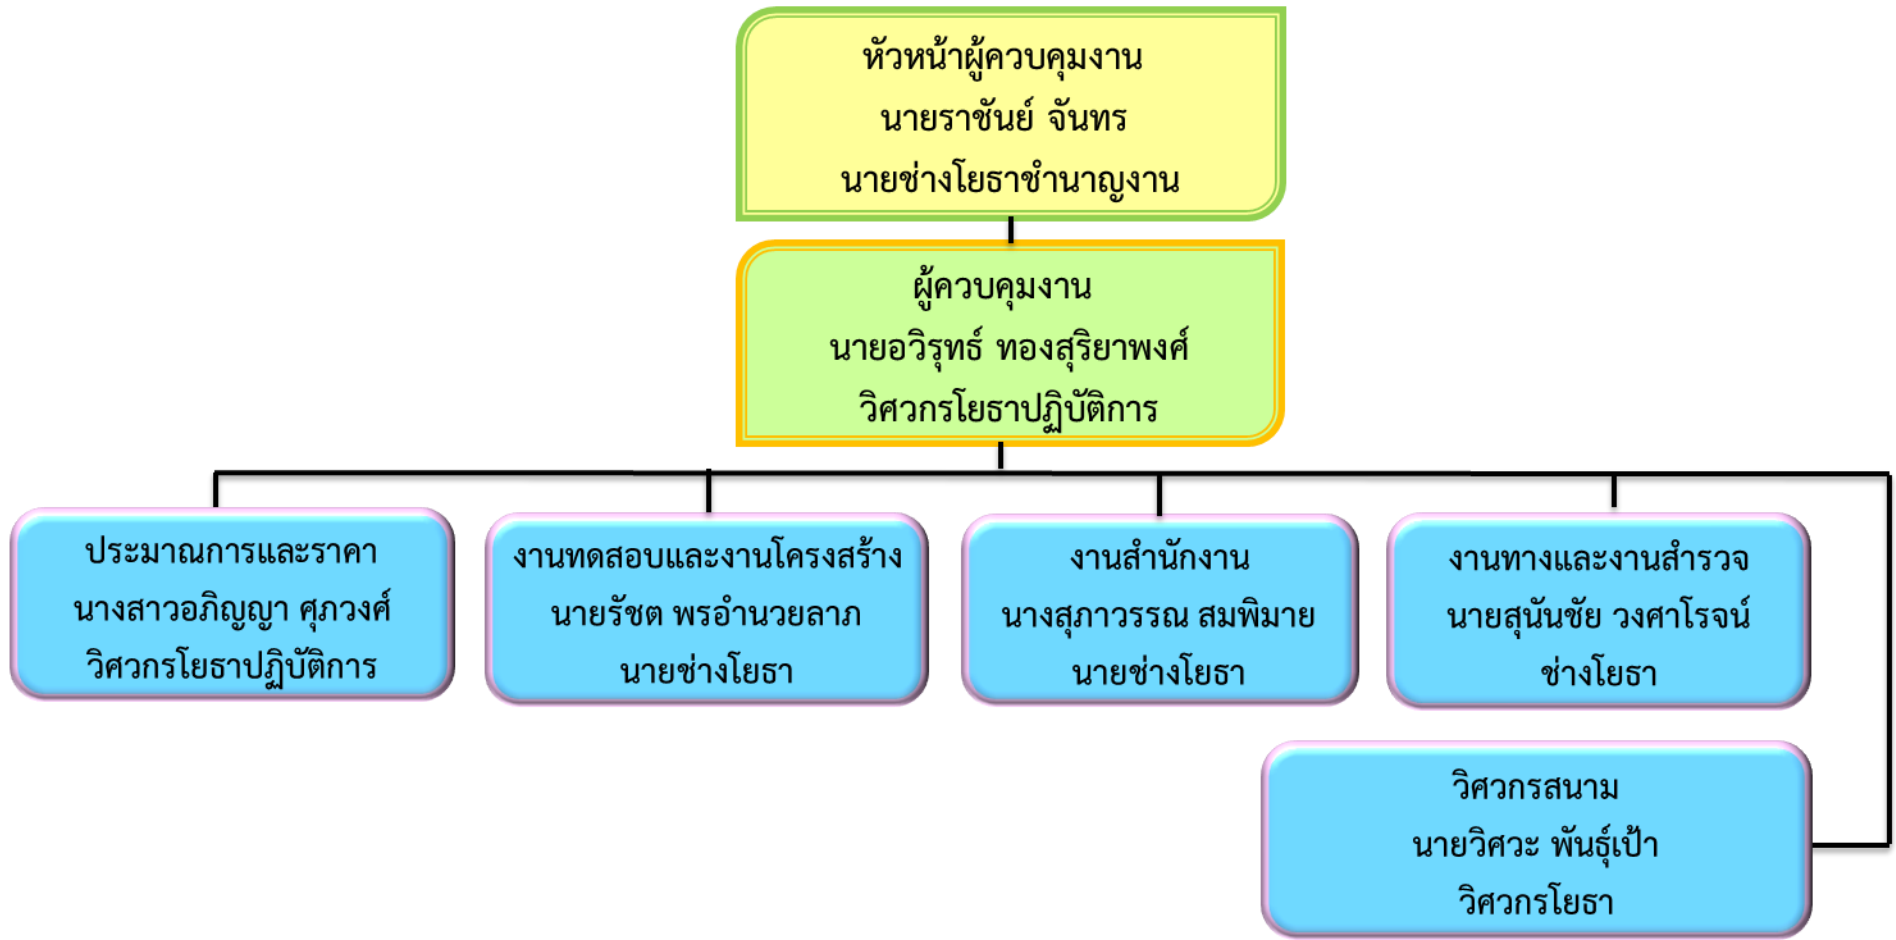 หัวหน้าผู้ควบคุมงาน
นายราชันย์ จันทร
นายช่างโยธาชำนาญงาน
ผู้ควบคุมงาน
นายอวิรุทธ์ ทองสุริยาพงศ์
วิศวกรโยธาปฏิบัติการ
ประมาณการและราคา
นางสาวอภิญญา ศุภวงศ์
วิศวกรโยธาปฏิบัติการ
งานทดสอบและงานโครงสร้าง
นายรัชต พรอำนวยลาภ
นายช่างโยธา
งานสำนักงาน
นางสุภาวรรณ สมพิมาย
นายช่างโยธา
งานทางและงานสำรวจ
นายสุนันชัย วงศาโรจน์
ช่างโยธา
วิศวกรสนาม
นายวิศวะ พันธุ์เป้า
วิศวกรโยธา